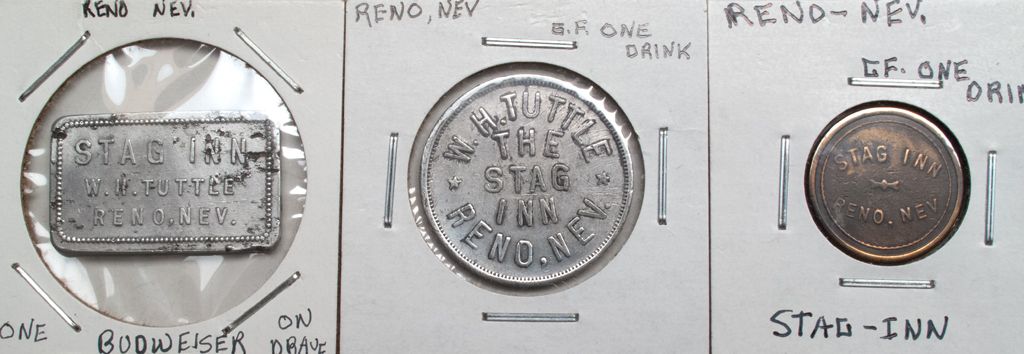 RENO NEV.
STAG INN
W. H. TUTTLE
RENO, NEV.
ONE BUDWEISER ON DRAVE
RENO, NEV
G.F. ONE
DRINK
W. H. TUTTLE
THE
STAG
INN
RENO, NEV.
RENO-NEV.
G.F. ONE
DRIN
STAG INN
RENO. NEV
STAG-INN